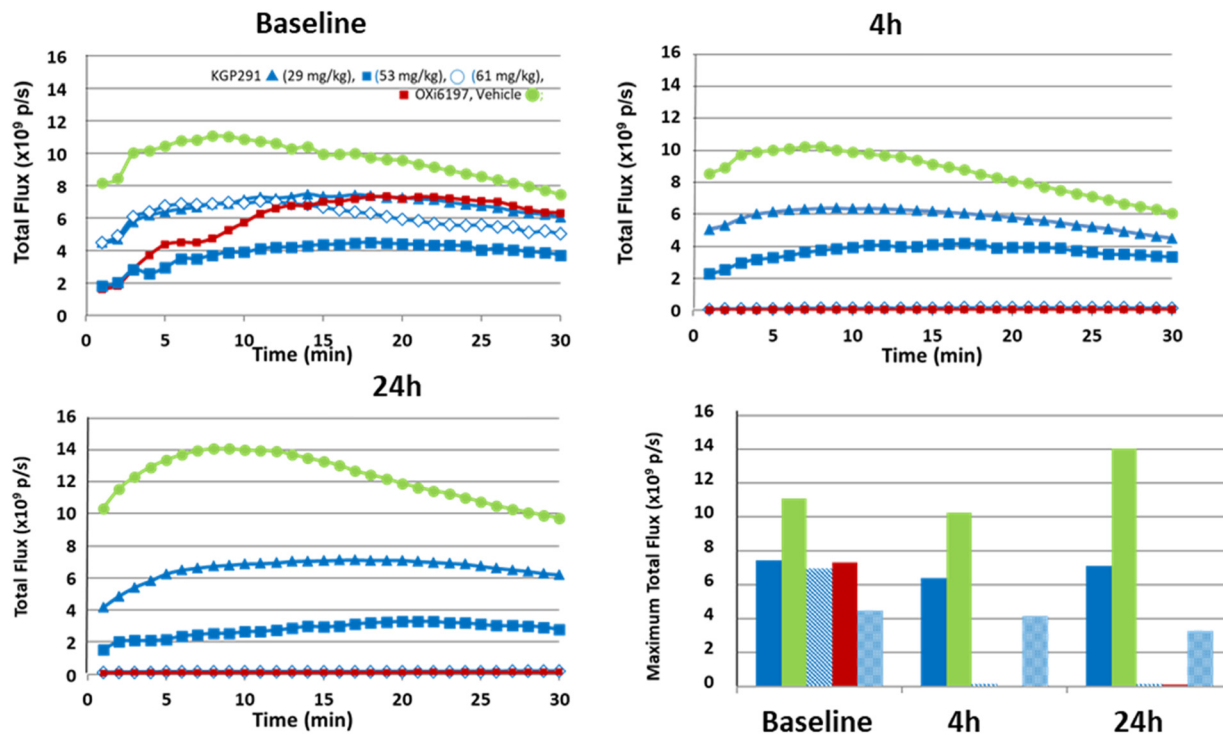 Baseline
16
14
12
10
8
6
4
2
0
Total Flux (x10⁹ p/s)
KGP291 (29 mg/kg), (53 mg/kg), (61 mg/kg),
OXi6197, Vehicle ;
0 5 10 15 20 25 30
Time (min)
4h
16
14
12
10
8
6
4
2
0
Total Flux (x10⁹ p/s)
0 5 10 15 20 25 30
Time (min)
24h
16
14
12
10
8
6
4
2
0
Total Flux (x10⁹ p/s)
0 5 10 15 20 25 30
Time (min)
16
14
12
10
8
6
4
2
0
Maximum Total Flux (x10⁹ p/s)
Baseline 4h 24h